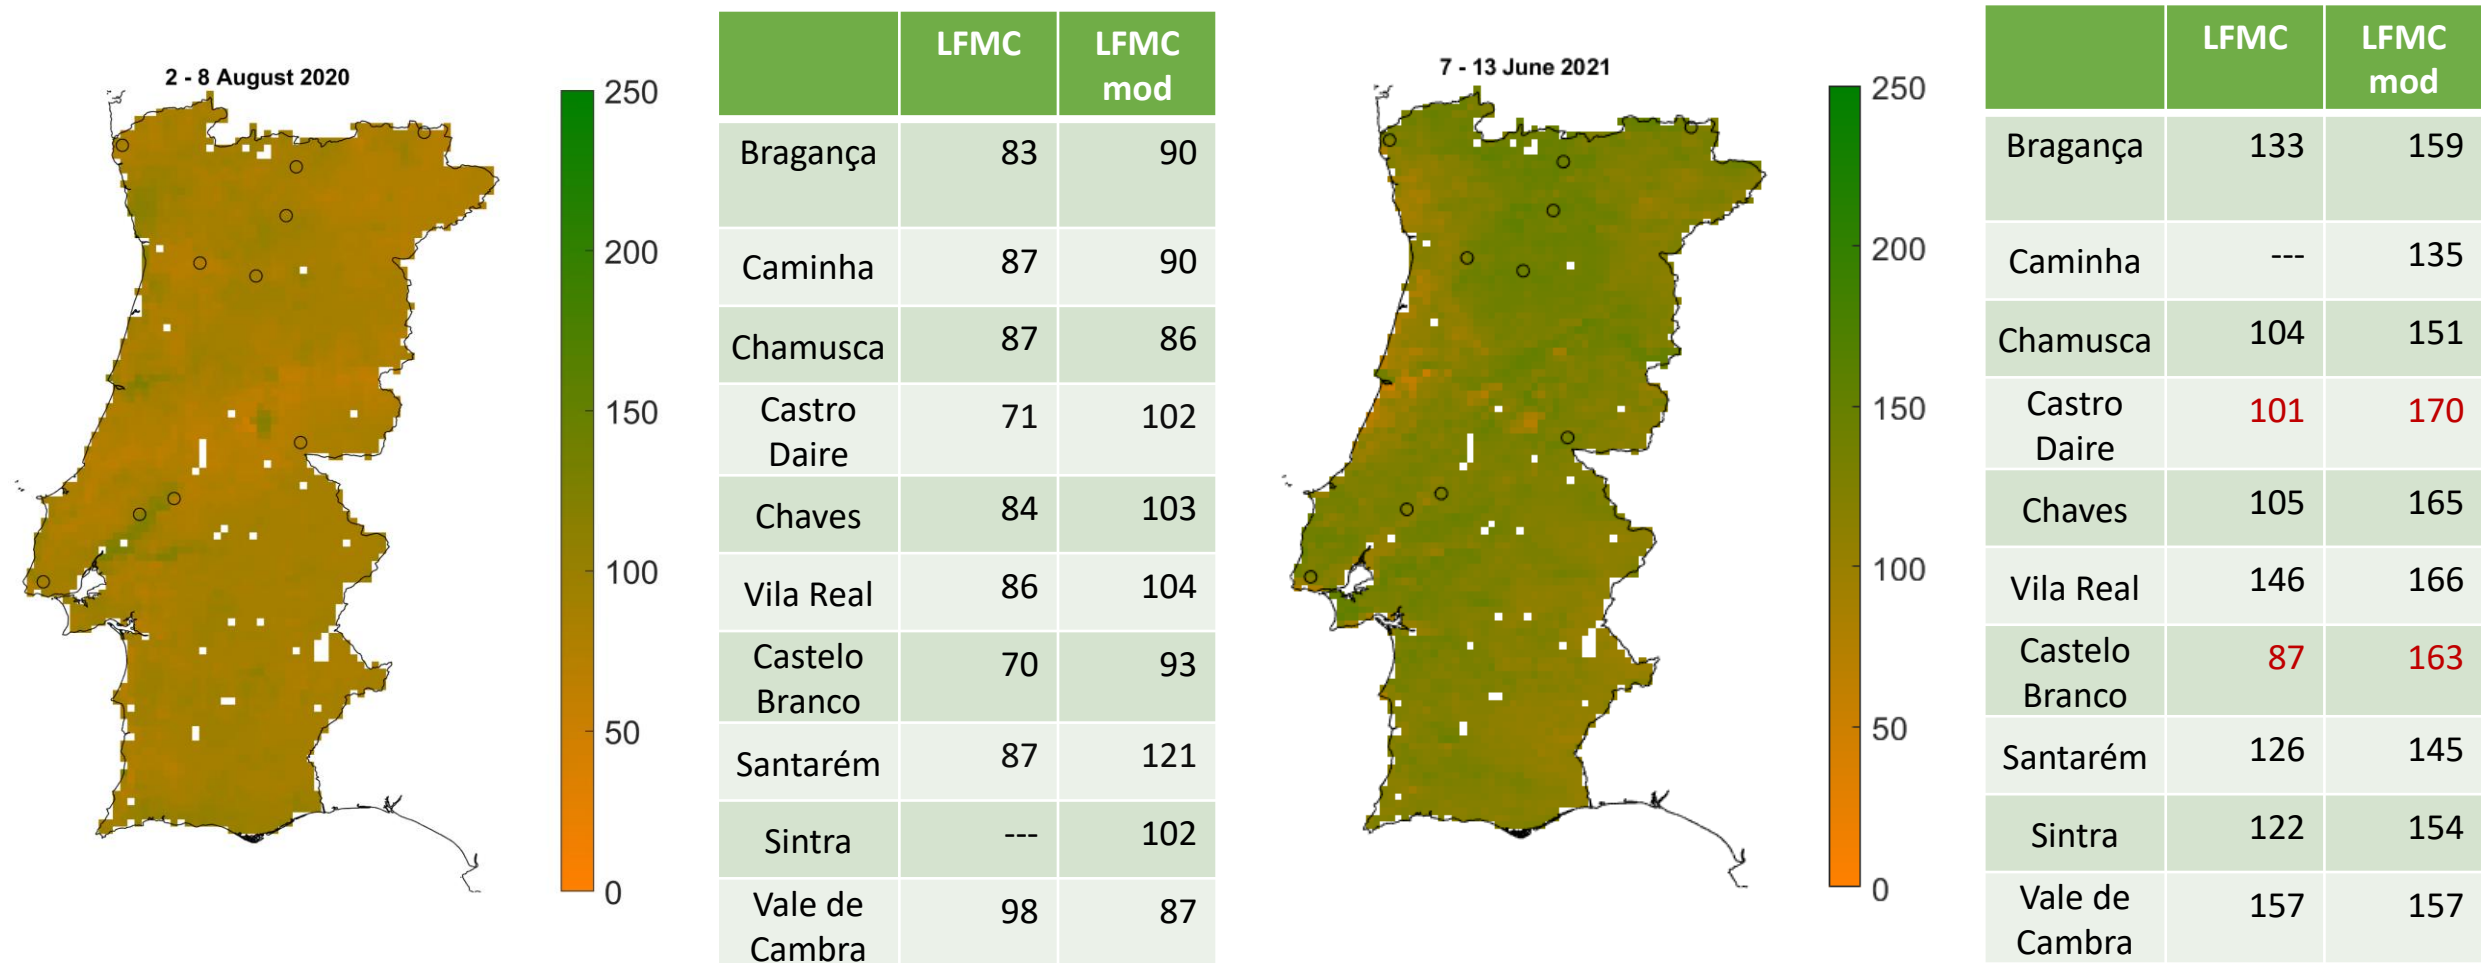 2 - 8 August 2020
250
200
150
100
50
0
LFMC LFMC
mod
Bragança 83 90
Caminha 87 90
Chamusca 87 86
Castro
Daire 71 102
Chaves 84 103
Vila Real 86 104
Castelo
Branco 70 93
Santarém 87 121
Sintra --- 102
Vale de
Cambra 98 87
7 - 13 June 2021
250
200
150
100
50
0
LFMC LFMC
mod
Bragança 133 159
Caminha --- 135
Chamusca 104 151
Castro
Daire 101 170
Chaves 105 165
Vila Real 146 166
Castelo
Branco 87 163
Santarém 126 145
Sintra 122 154
Vale de
Cambra 157 157